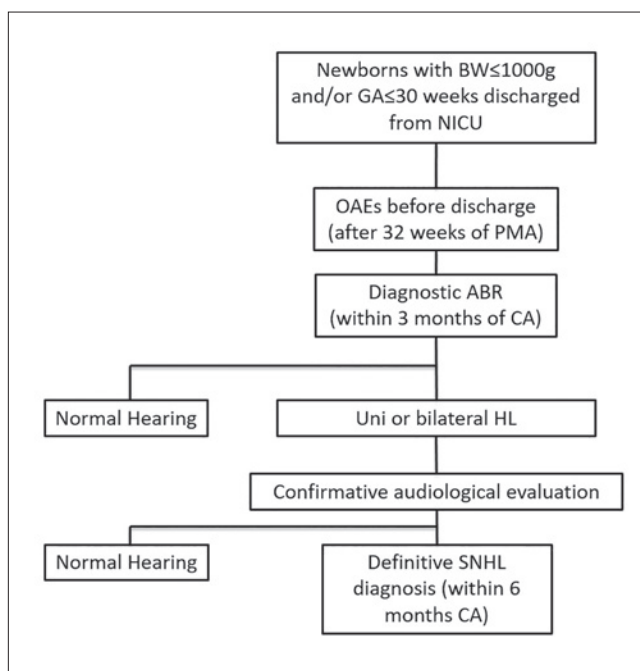 Newborns with BW≤1000g
and/or GA≤30 weeks discharged
from NICU
OAEs before discharge
(after 32 weeks of PMA)
Diagnostic ABR
(within 3 months of CA)
Normal Hearing
Uni or bilateral HL
Confirmative audiological evaluation
Normal Hearing
Definitive SNHL
diagnosis (within 6
months CA)